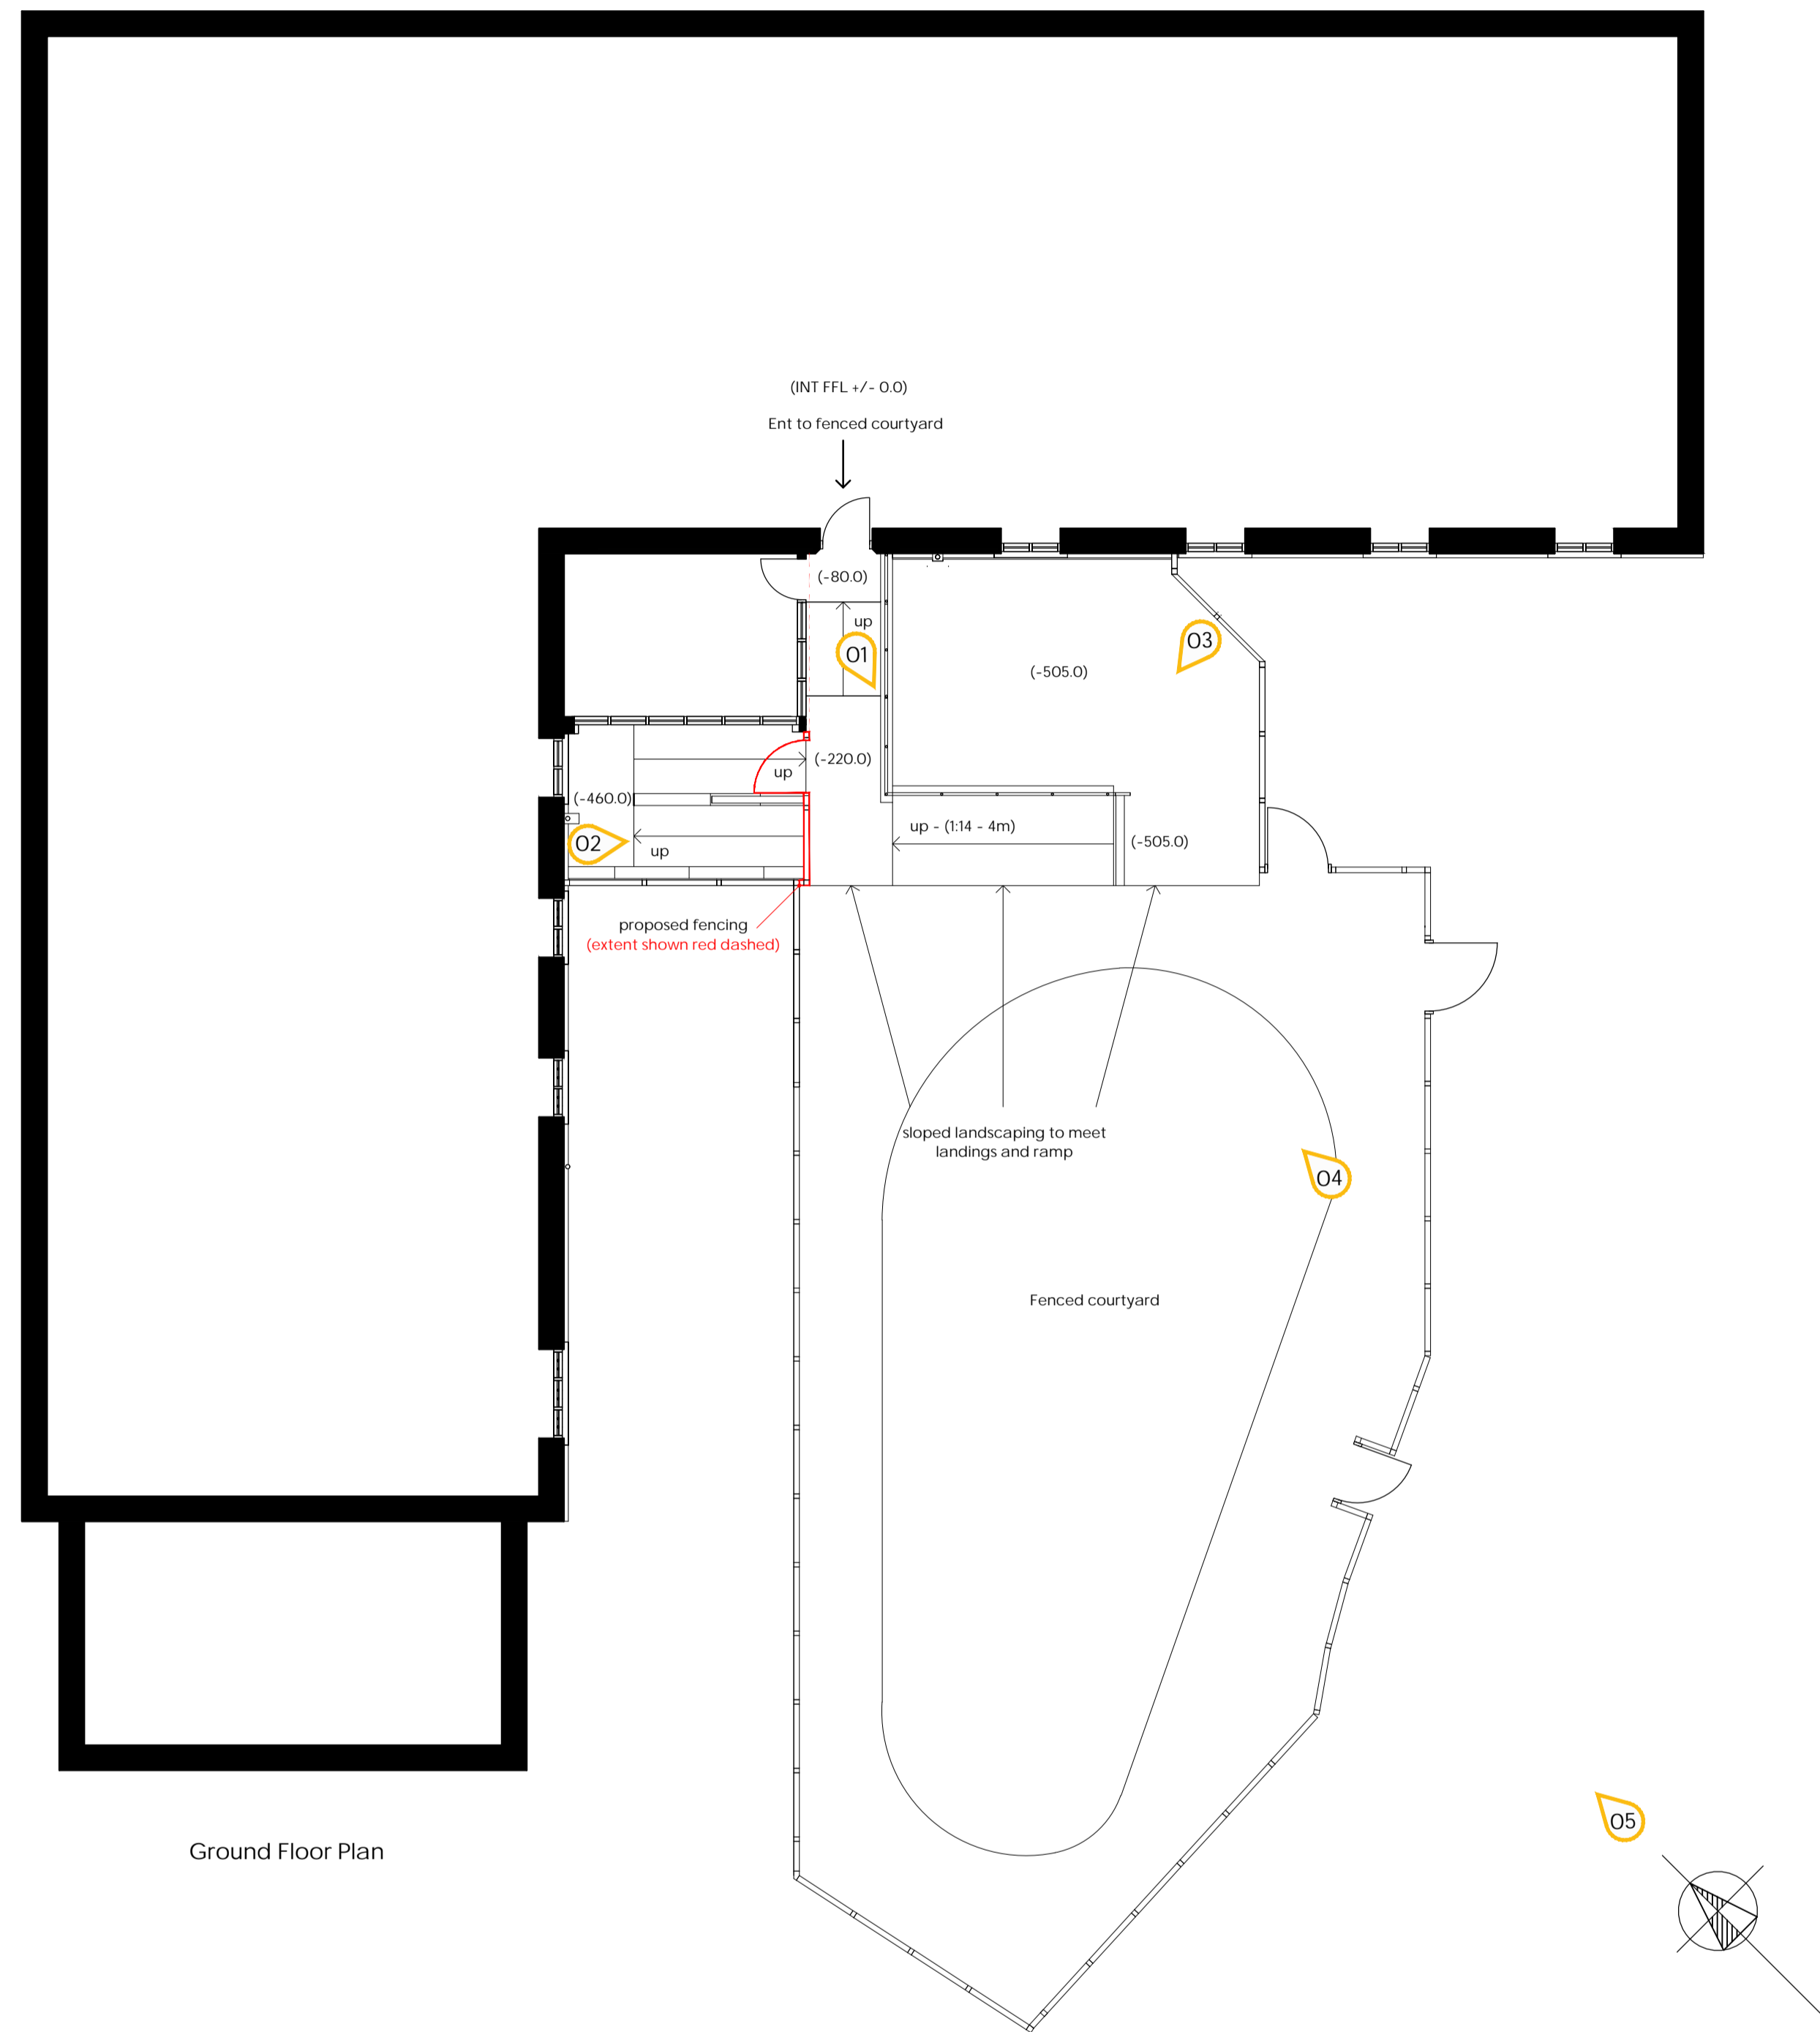 (INT FFL +/- 0.0)
Ent to fenced courtyard
(-80.0)
up
01
03
(-505.0)
(-220.0)
up
(-460.0)
up - (1:14 - 4m)
02
up
(-505.0)
proposed fencing
(extent shown red dashed)
sloped landscaping to meet
landings and ramp
04
Fenced courtyard
05
Ground Floor Plan